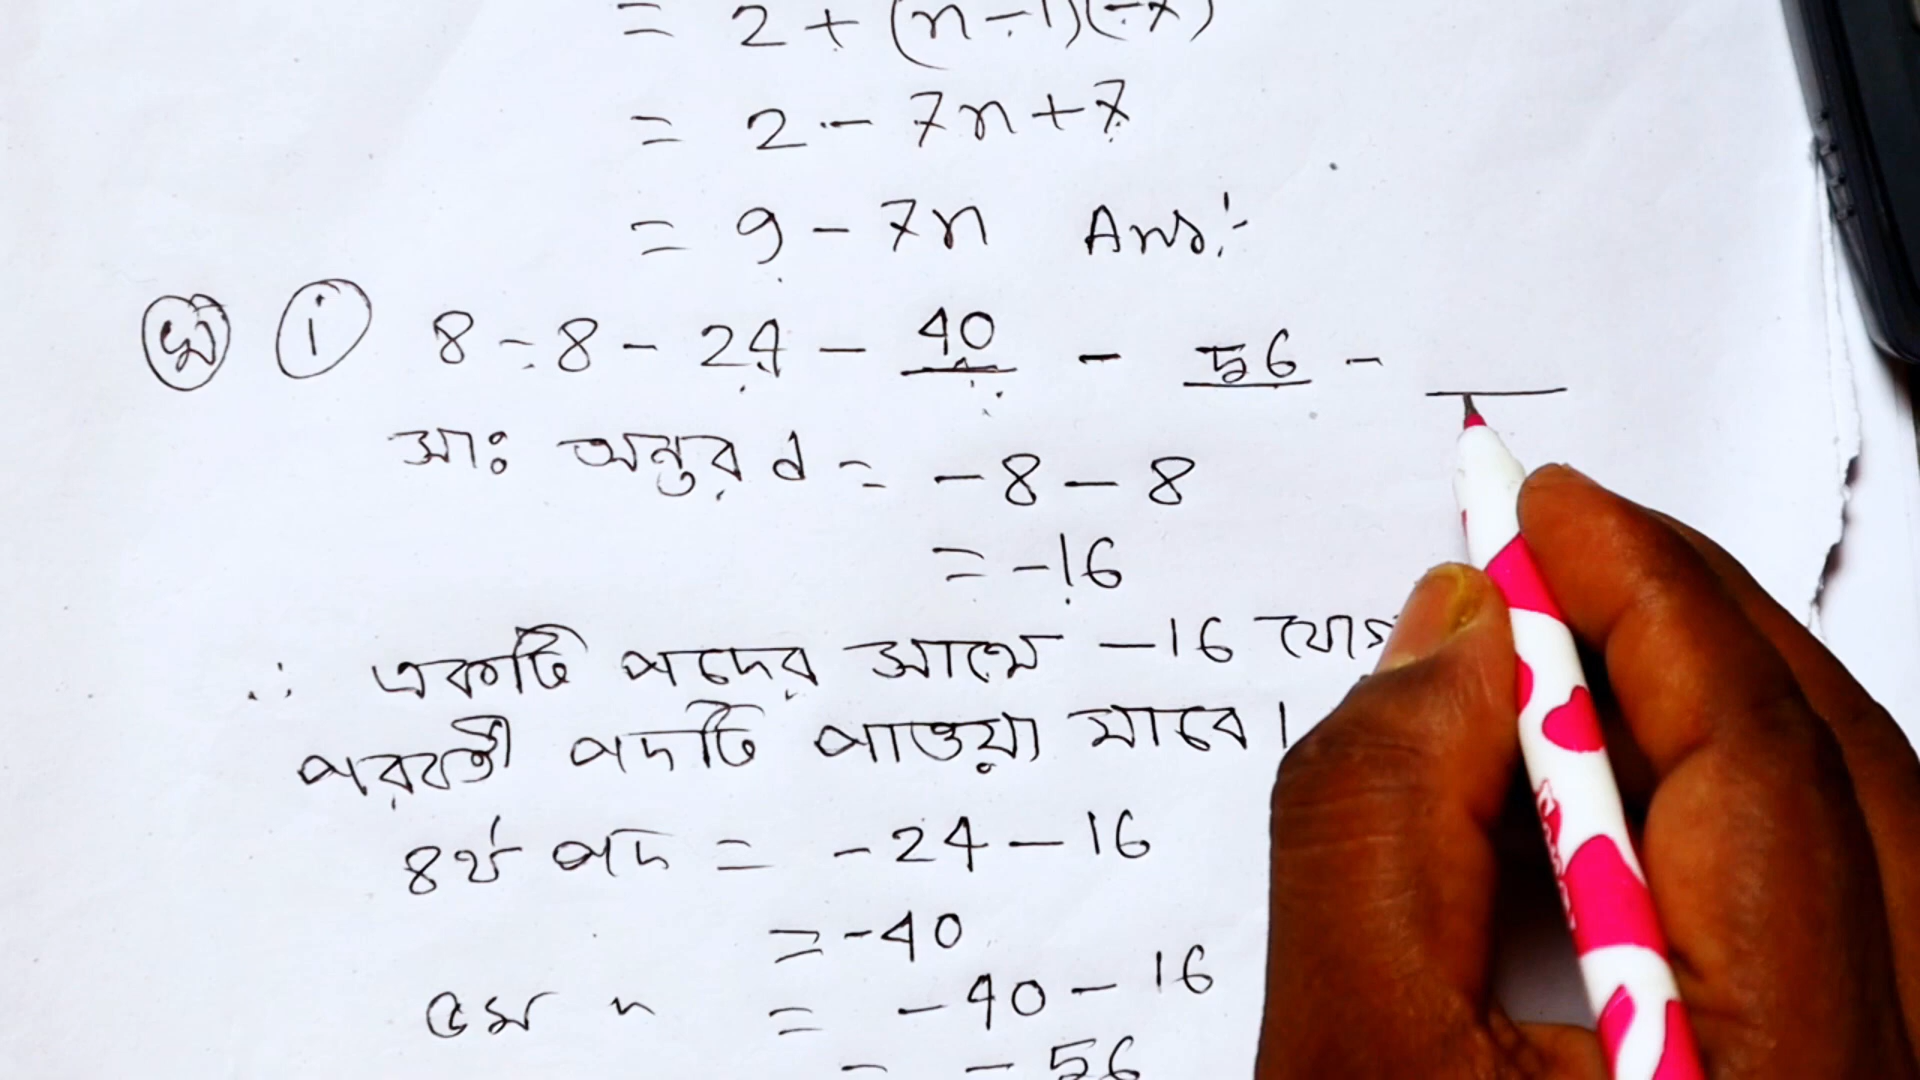 = 2 + (n-1)(-7)
= 2 - 7n + 7
= 9 - 7n Ans:-
খ i 8 - 8 - 24 - 40 - 56 -
সাঃ অন্তর d = -8 - 8
= -16
∴ একটি পদের সাথে -16 যোগ
পরবর্তী পদটি পাওয়া যাবে।
৪র্থ পদ = -24 - 16
= -40
৫ম " = -40 - 16
= -56